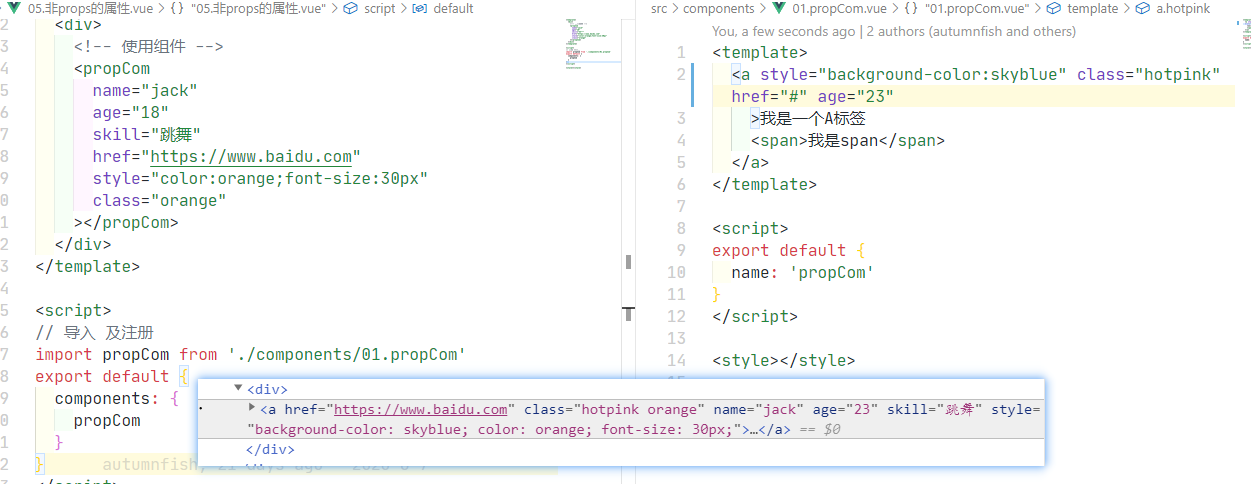 05.非props的属性.vue > {} "05.非props的属性.vue" > script > default
2 <div>
3 <!-- 使用组件 -->
4 <propCom
5 name="jack"
6 age="18"
7 skill="跳舞"
8 href="https://www.baidu.com"
9 style="color:orange;font-size:30px"
0 class="orange"
1 ></propCom>
2 </div>
3 </template>
4
5 <script>
6 // 导入 及注册
7 import propCom from './components/01.propCom'
8 export default {
9 components: {
0 propCom
1 }
2 } autumnfish, 21 days ago
src > components > 01.propCom.vue > {} "01.propCom.vue" > template > a.hotpink
You, a few seconds ago | 2 authors (autumnfish and others)
1 <template>
2 <a style="background-color:skyblue" class="hotpink"
href="#" age="23"
3 >我是一个A标签
4 <span>我是span</span>
5 </a>
6 </template>
7
8 <script>
9 export default {
10 name: 'propCom'
11 }
12 </script>
13
14 <style></style>
<div>
<a href="https://www.baidu.com" class="hotpink orange" name="jack" age="23" skill="跳舞" style=
"background-color: skyblue; color: orange; font-size: 30px;">…</a> == $0
</div>